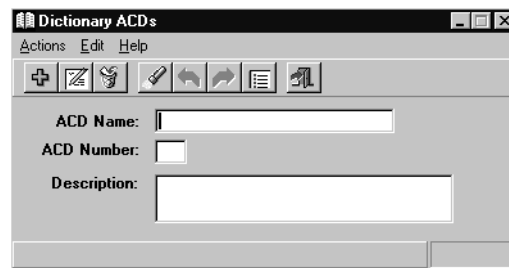 Dictionary ACDs
Actions Edit Help
ACD Name:
ACD Number:
Description: